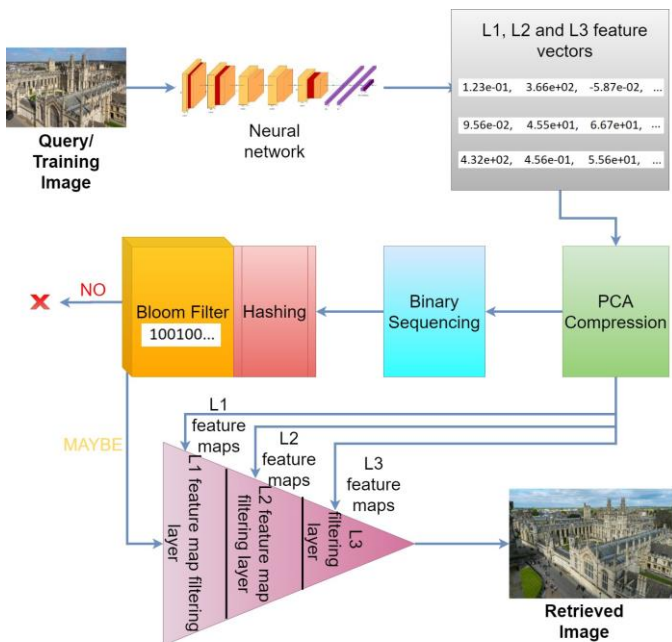 Query/
Training
Image
Neural
network
L1, L2 and L3 feature
vectors
1.23e-01, 3.66e+02, -5.87e-02, ...
9.56e-02, 4.55e+01, 6.67e+01, ...
4.32e+02, 4.56e-01, 5.56e+01, ...
NO
Bloom Filter
100100...
Hashing
Binary
Sequencing
PCA
Compression
MAYBE
L1
feature
maps
L2
feature
maps
L3
feature
maps
L1 feature map filtering
layer
L2 feature map
filtering layer
L3
filtering
layer
Retrieved
Image